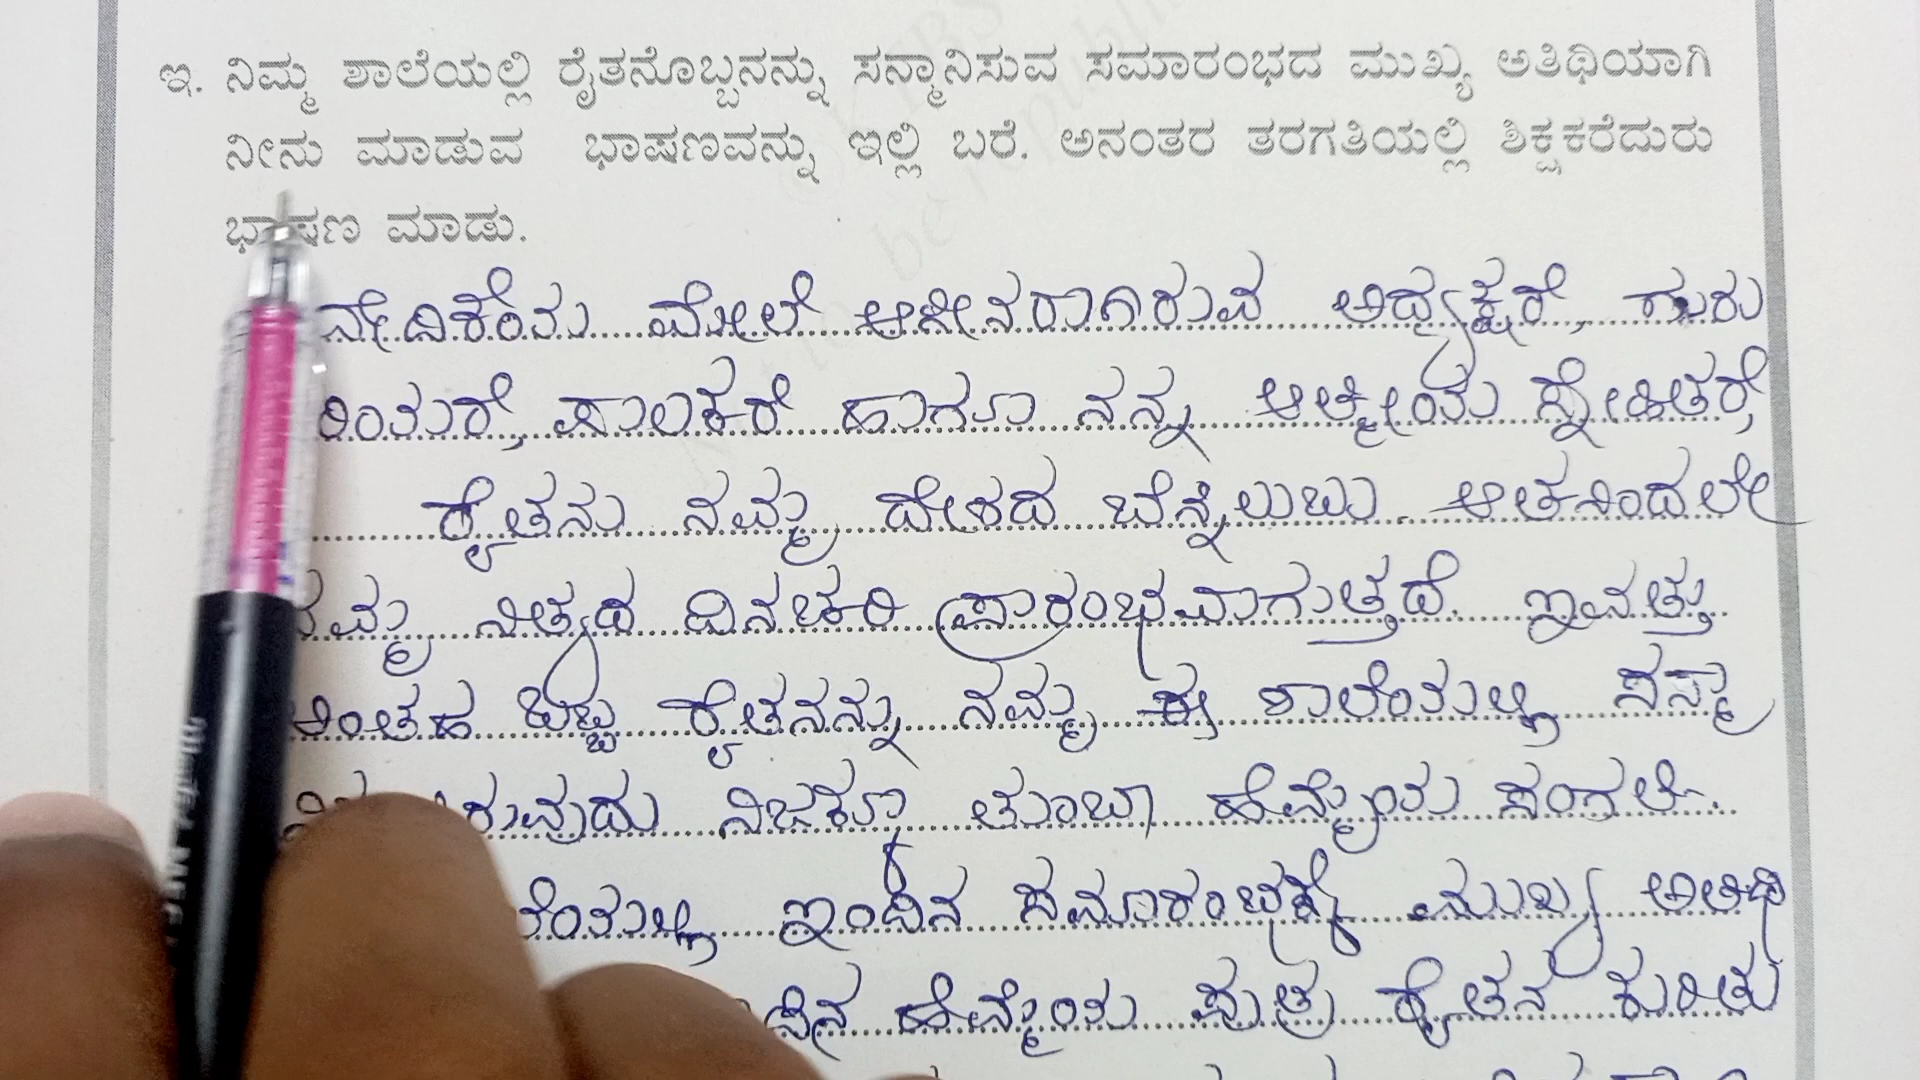 ಇ. ನಿಮ್ಮ ಶಾಲೆಯಲ್ಲಿ ರೈತನೊಬ್ಬನನ್ನು ಸನ್ಮಾನಿಸುವ ಸಮಾರಂಭದ ಮುಖ್ಯ ಅತಿಥಿಯಾಗಿ
ನೀನು ಮಾಡುವ ಭಾಷಣವನ್ನು ಇಲ್ಲಿ ಬರೆ. ಅನಂತರ ತರಗತಿಯಲ್ಲಿ ಶಿಕ್ಷಕರೆದುರು
ಭಾಷಣ ಮಾಡು.
ವೇದಿಕೆಯ ಮೇಲೆ ಆಸೀನರಾಗಿರುವ ಅಧ್ಯಕ್ಷರೆ, ಗುರು
ರಿಯರೆ, ಪಾಲಕರೆ ಹಾಗೂ ನನ್ನ ಆತ್ಮೀಯ ಸ್ನೇಹಿತರೆ,
ರೈತನು ನಮ್ಮ ದೇಶದ ಬೆನ್ನೆಲುಬು. ಆತನಿಂದಲೇ
ನಮ್ಮ ನಿತ್ಯದ ದಿನಚರಿ ಪ್ರಾರಂಭವಾಗುತ್ತದೆ. ಇವತ್ತು
ಅಂತಹ ಒಬ್ಬ ರೈತನನ್ನು ನಮ್ಮ ಈ ಶಾಲೆಯಲ್ಲಿ ಸನ್ಮಾ
ನಿಜಕ್ಕೂ ತುಂಬಾ ಹೆಮ್ಮೆಯ ಸಂಗತಿ.
ಇಂದಿನ ಸಮಾರಂಭಕ್ಕೆ ಮುಖ್ಯ ಅತಿಥಿ
ಹೆಮ್ಮೆಯ ಪುತ್ರ ರೈತನ ಕುರಿತು